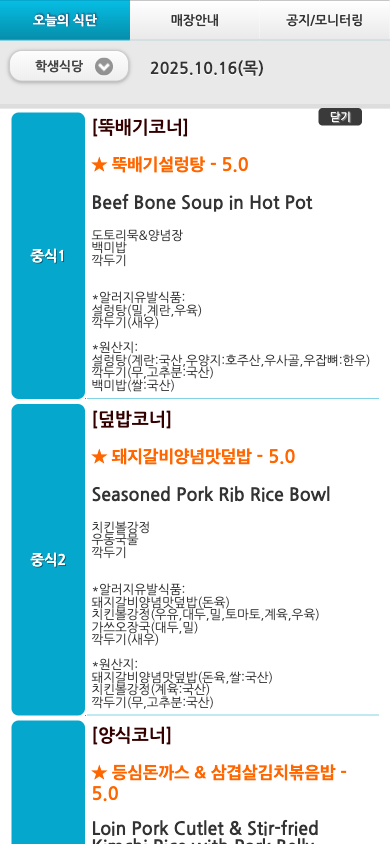 오늘의 식단
매장안내
공지/모니터링
학생식당
2025.10.16(목)
닫기
[뚝배기코너]
★ 뚝배기설렁탕 - 5.0
Beef Bone Soup in Hot Pot
중식1
도토리묵&양념장
백미밥
깍두기
*알러지유발식품:
설렁탕(밀,계란,우육)
깍두기(새우)
*원산지:
설렁탕(계란:국산,우양지:호주산,우사골,우잡뼈:한우)
깍두기(무,고추분:국산)
백미밥(쌀:국산)
[덮밥코너]
★ 돼지갈비양념맛덮밥 - 5.0
Seasoned Pork Rib Rice Bowl
중식2
치킨볼강정
우동국물
깍두기
*알러지유발식품:
돼지갈비양념맛덮밥(돈육)
치킨볼강정(우유,대두,밀,토마토,계육,우육)
가쓰오장국(대두,밀)
깍두기(새우)
*원산지:
돼지갈비양념맛덮밥(돈육,쌀:국산)
치킨볼강정(계육:국산)
깍두기(무,고추분:국산)
[양식코너]
★ 등심돈까스 & 삼겹살김치볶음밥 -
5.0
Loin Pork Cutlet & Stir-fried
Kimchi Rice with Pork Belly